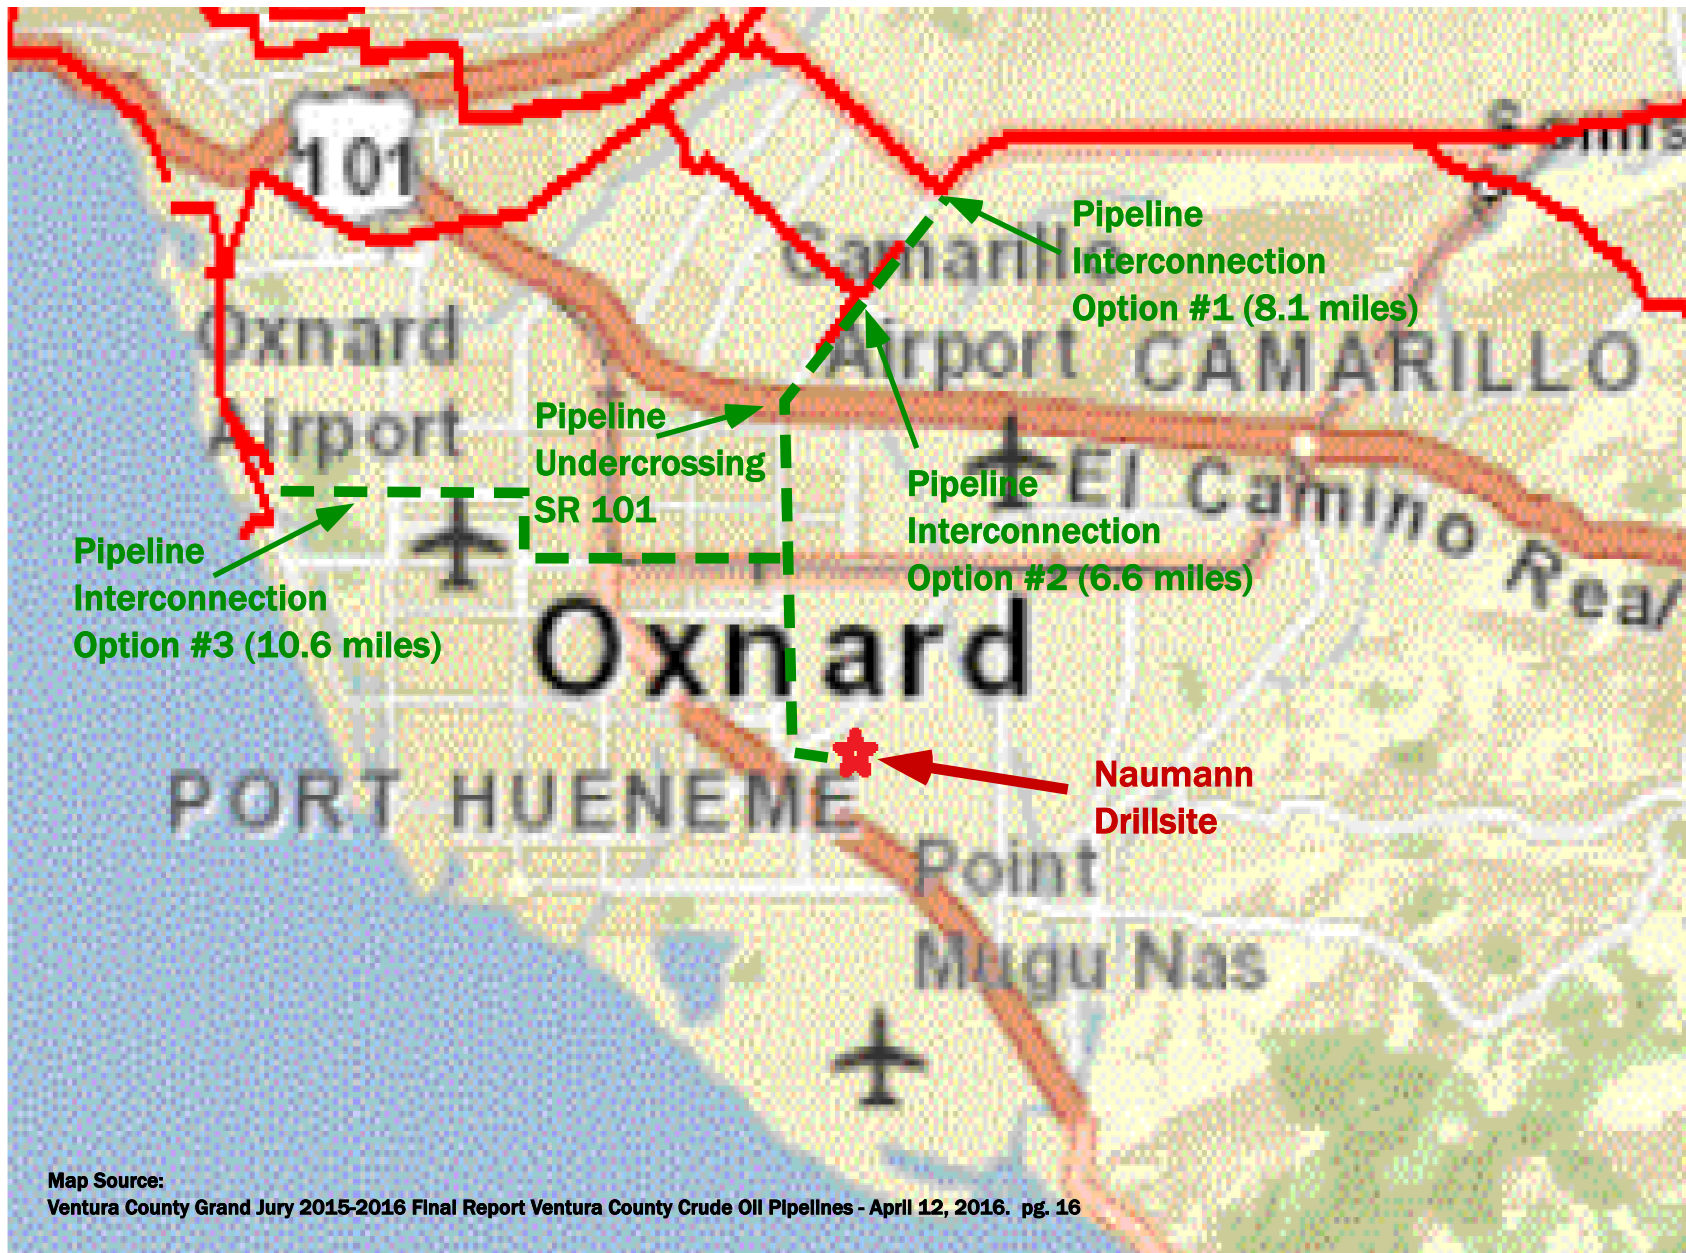 Somis
101
Pipeline
Interconnection
Option #1 (8.1 miles)
Camarillo
Airport
CAMARILLO
Oxnard
Airport
Pipeline
Undercrossing
SR 101
El Camino Real
Pipeline
Interconnection
Option #2 (6.6 miles)
Pipeline
Interconnection
Option #3 (10.6 miles)
Oxnard
Naumann
Drillsite
PORT HUENEME
Point
Mugu Nas
Map Source:
Ventura County Grand Jury 2015-2016 Final Report Ventura County Crude Oil Pipelines - April 12, 2016. pg. 16